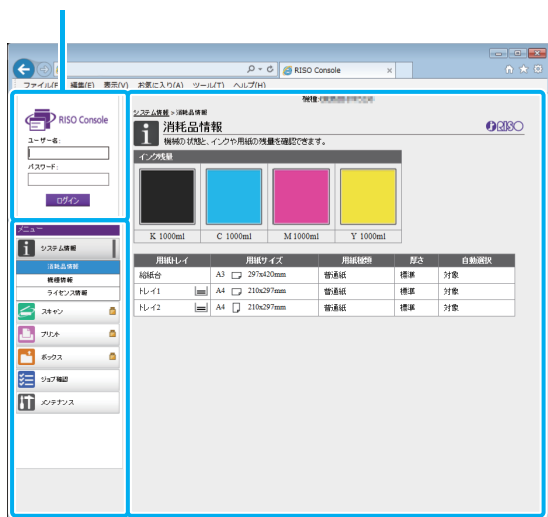 RISO Console
ファイル(F) 編集(E) 表示(V) お気に入り(A) ツール(T) ヘルプ(H)
RISO Console
ユーザー名:
パスワード:
ログイン
メニュー
システム情報
消耗品情報
機種情報
ライセンス情報
スキャン
プリント
ボックス
ジョブ確認
メンテナンス
機種:
システム情報 > 消耗品情報
消耗品情報
RISO
機械の状態と、インクや用紙の残量を確認できます。
インク残量
K 1000ml C 1000ml M 1000ml Y 1000ml
用紙トレイ 用紙サイズ 用紙種類 厚さ 自動選択
給紙台 A3 297x420mm 普通紙 標準 対象
トレイ1 A4 210x297mm 普通紙 標準 対象
トレイ2 A4 210x297mm 普通紙 標準 対象